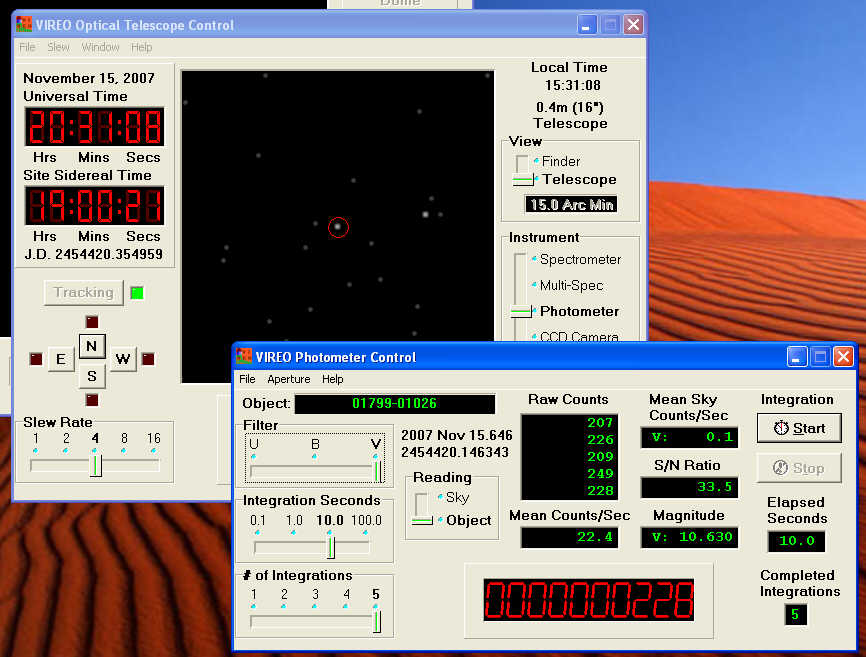 Dome
VIREO Optical Telescope Control
File Slew Window Help
November 15, 2007
Universal Time
20:31:08
Hrs Mins Secs
Site Sidereal Time
19:00:21
Hrs Mins Secs
J.D. 2454420.354959
Tracking
N
E W
S
Slew Rate
1 2 4 8 16
Local Time
15:31:08
0.4m (16")
Telescope
View
Finder
Telescope
15.0 Arc Min
Instrument
Spectrometer
Multi-Spec
Photometer
CCD Camera
VIREO Photometer Control
File Aperture Help
Object: 01799-01026
Filter
U B V
Integration Seconds
0.1 1.0 10.0 100.0
# of Integrations
1 2 3 4 5
2007 Nov 15.646
2454420.146343
Reading
Sky
Object
Raw Counts
207
226
209
249
228
Mean Counts/Sec
22.4
Mean Sky
Counts/Sec
V: 0.1
S/N Ratio
33.5
Magnitude
V: 10.630
0000000228
Integration
Start
Stop
Elapsed
Seconds
10.0
Completed
Integrations
5